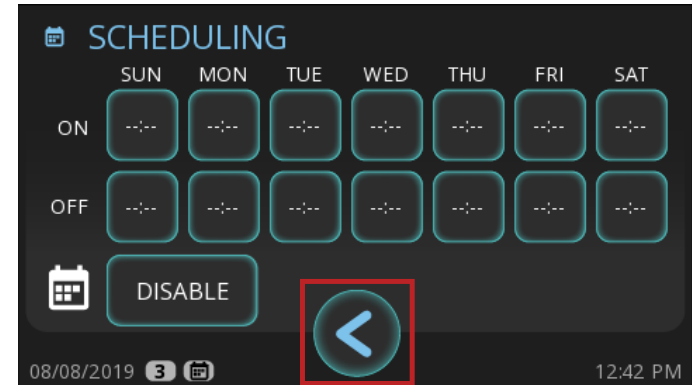 SCHEDULING
SUN MON TUE WED THU FRI SAT
ON --:-- --:-- --:-- --:-- --:-- --:-- --:--
OFF --:-- --:-- --:-- --:-- --:-- --:-- --:--
DISABLE
08/08/2019 3 12:42 PM